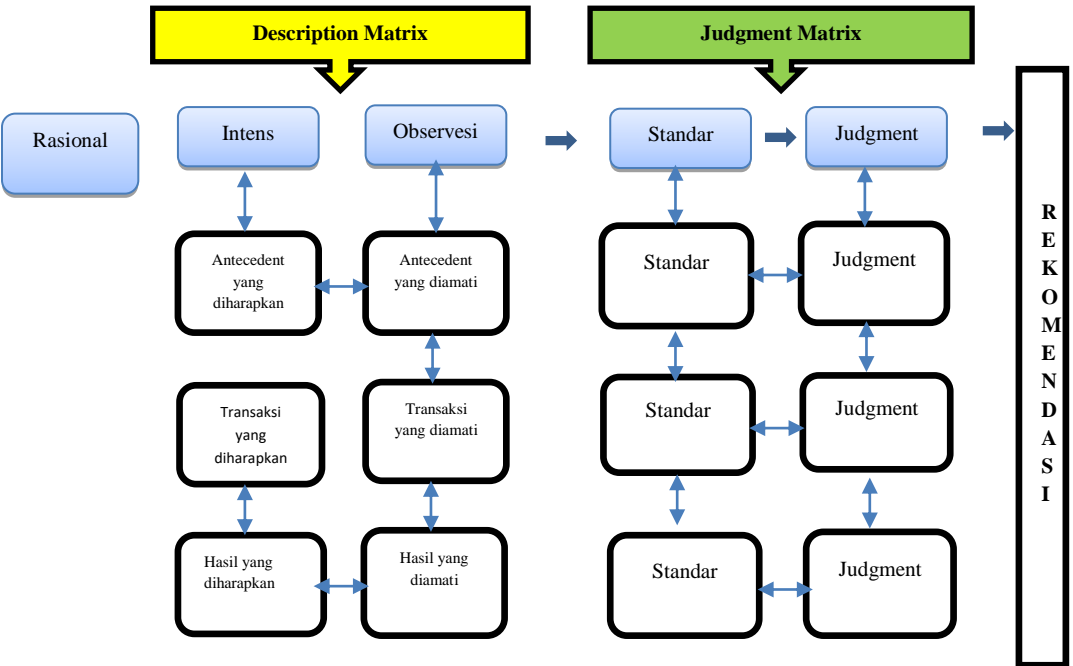 Description Matrix
Judgment Matrix
Rasional
Intens
Observesi
Standar
Judgment
Antecedent
yang
diharapkan
Antecedent
yang diamati
Standar
Judgment
Transaksi
yang
diharapkan
Transaksi
yang diamati
Standar
Judgment
Hasil yang
diharapkan
Hasil yang
diamati
Standar
Judgment
R
E
K
O
M
E
N
D
A
S
I